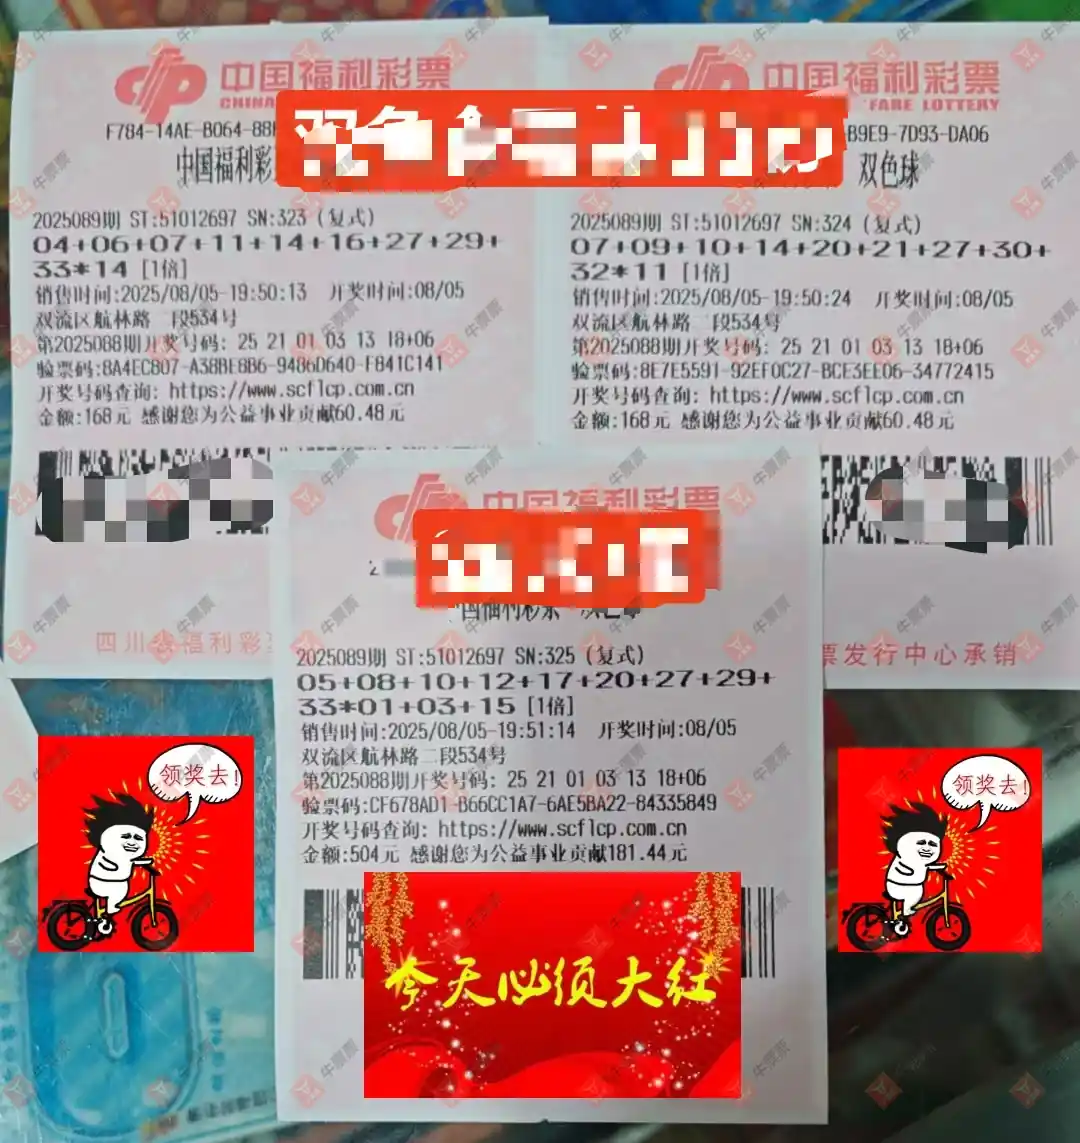 中国福利彩票
CHINA
F784-14AE-B064-88
中国福利彩
2025089期 ST:51012697 SN:323 (复式)
04+06+07+11+14+16+27+29+
33*14 [1倍]
销售时间:2025/08/05-19:50:13 开奖时间:08/05
双流区航林路二段534号
第2025088期开奖号码: 25 21 01 03 13 18+06
验票码:8A4EC807-A38BE8B6-9486D640-F841C141
开奖号码查询: https://www.scflcp.com.cn
金额:168元 感谢您为公益事业贡献60.48元
四川省福利彩
中国福利彩票
FARE LOTTERY
B9E9-7D93-DA06
双色球
2025089期 ST:51012697 SN:324 (复式)
07+09+10+14+20+21+27+30+
32*11 [1倍]
销售时间:2025/08/05-19:50:24 开奖时间:08/05
双流区航林路二段534号
第2025088期开奖号码: 25 21 01 03 13 18+06
验票码:8E7E5591-92EF0C27-BCE3EE06-34772415
开奖号码查询: https://www.scflcp.com.cn
金额:168元 感谢您为公益事业贡献60.48元
票发行中心承销
中国福利彩票
2025089期 ST:51012697 SN:325 (复式)
05+08+10+12+17+20+27+29+
33*01+03+15 [1倍]
销售时间:2025/08/05-19:51:14 开奖时间:08/05
双流区航林路二段534号
第2025088期开奖号码: 25 21 01 03 13 18+06
验票码:CF678AD1-B66CC1A7-6AE5BA22-84335849
开奖号码查询: https://www.scflcp.com.cn
金额:504元 感谢您为公益事业贡献181.44元
领奖去!
领奖去!
今天必须大红
牛票票